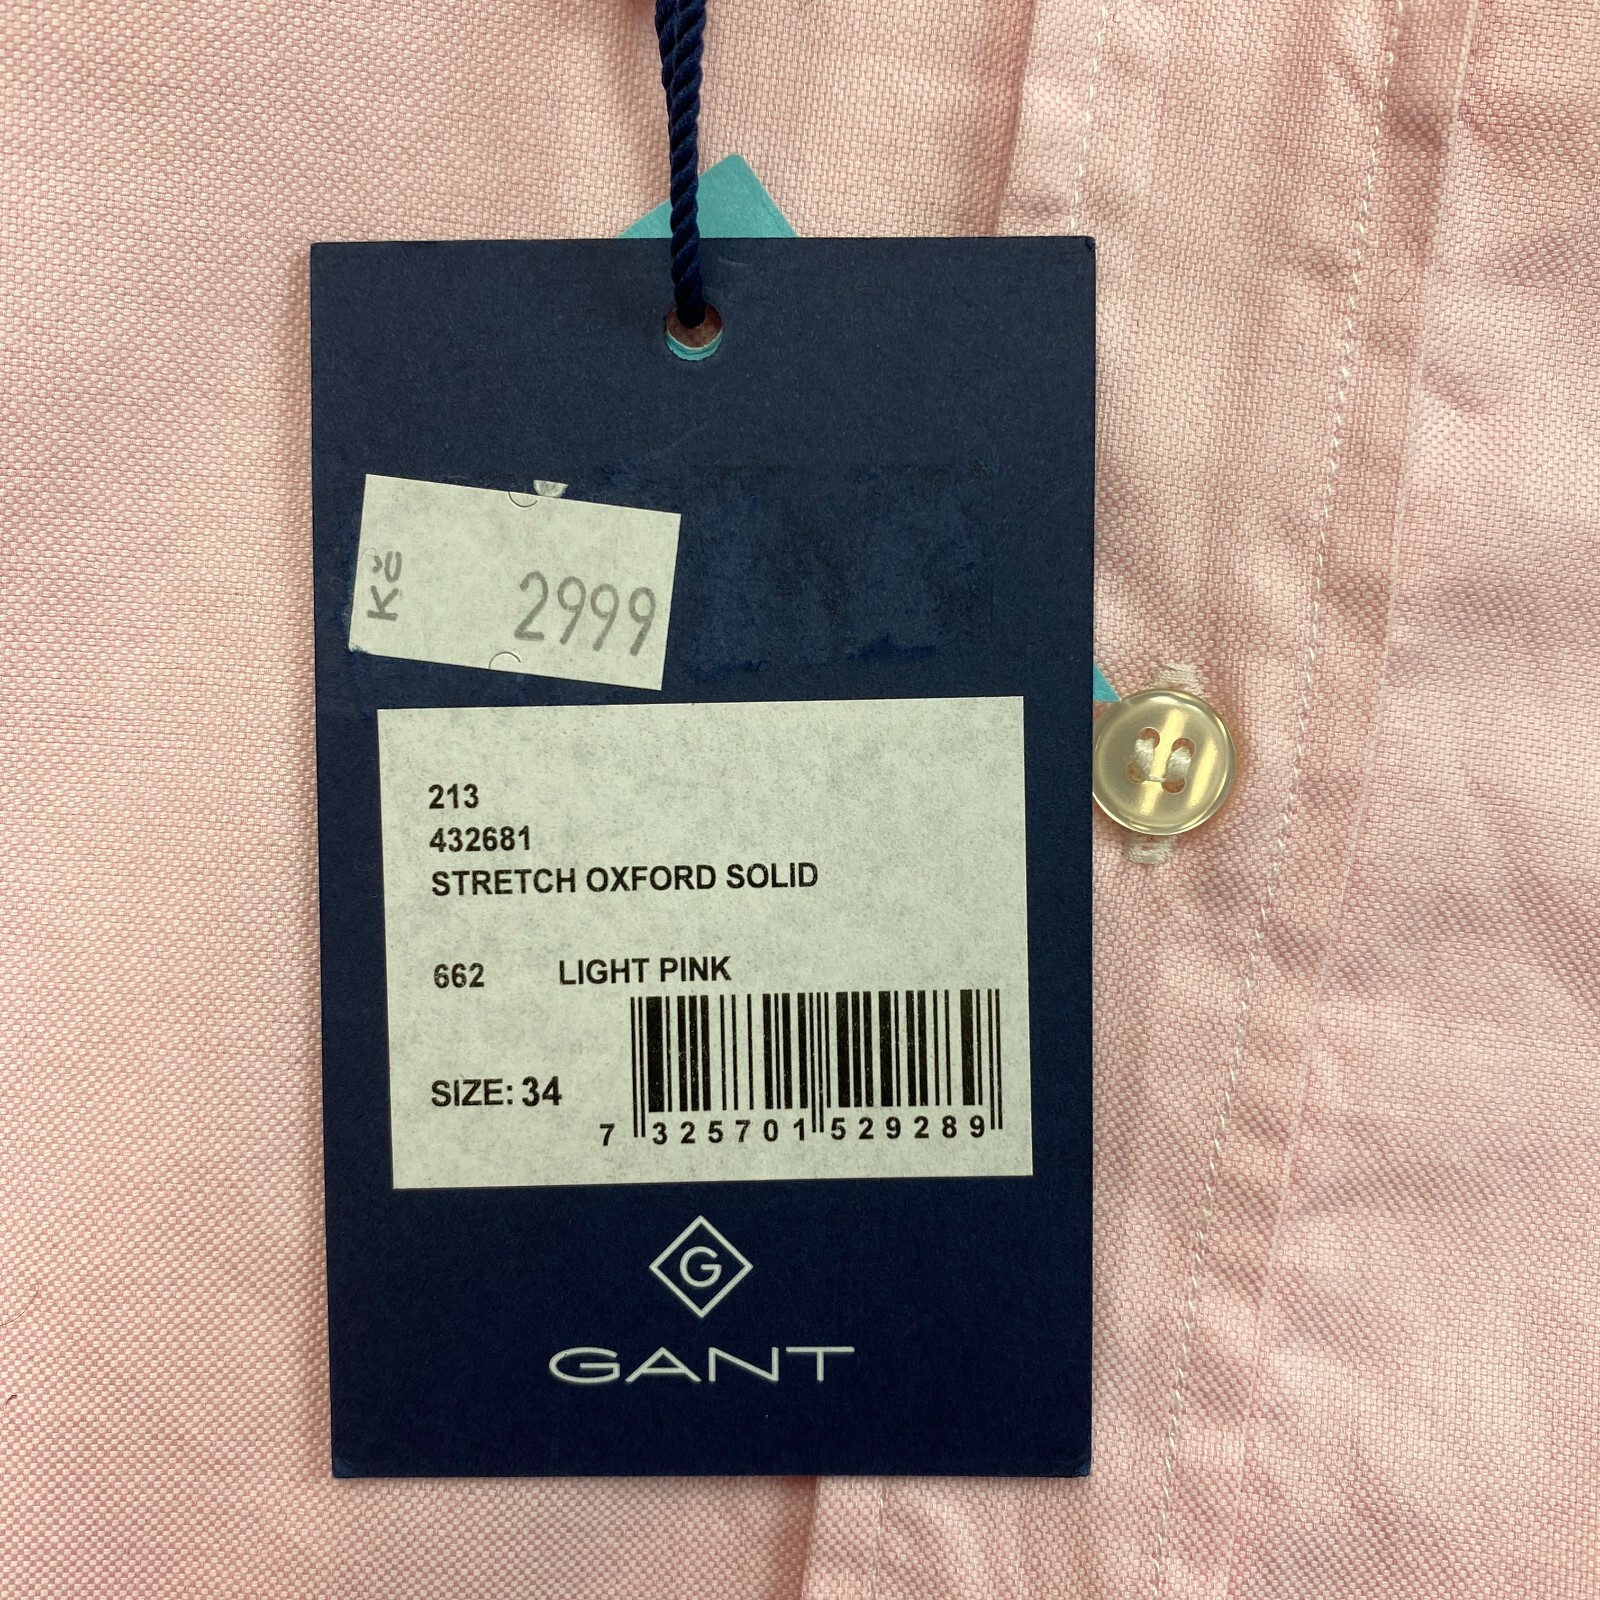 Kč 2999
213
432681
STRETCH OXFORD SOLID
662 LIGHT PINK
SIZE: 34
7 325701 529289
G
GANT